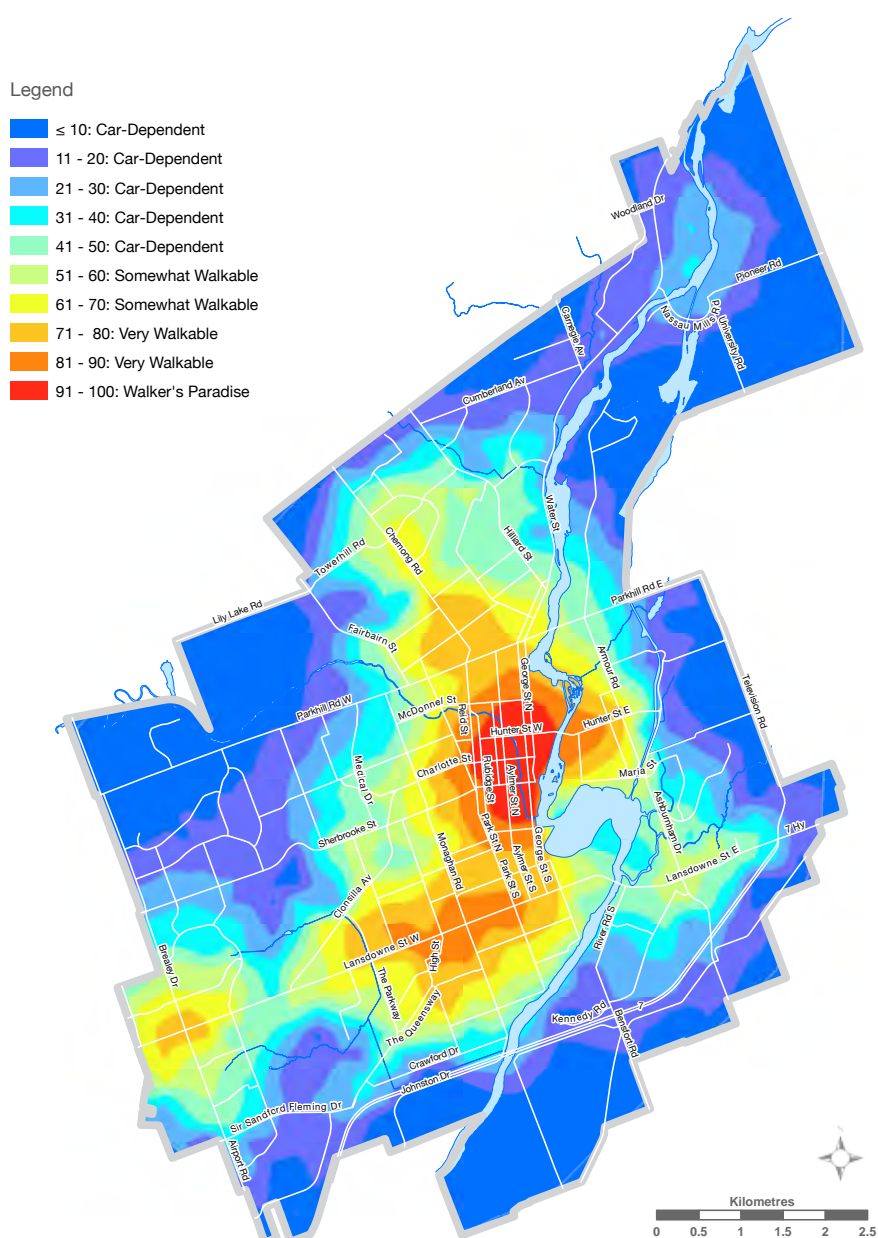 Legend
≤ 10: Car-Dependent
11 - 20: Car-Dependent
21 - 30: Car-Dependent
31 - 40: Car-Dependent
41 - 50: Car-Dependent
51 - 60: Somewhat Walkable
61 - 70: Somewhat Walkable
71 - 80: Very Walkable
81 - 90: Very Walkable
91 - 100: Walker's Paradise
Woodland Dr
Pioneer Rd
Nassau Mills Rd
University Rd
Carnegie Av
Cumberland Av
Water St
Hilliard St
Chemong Rd
Towerhill Rd
Lily Lake Rd
Fairbairn St
Parkhill Rd E
Armour Rd
Television Rd
George St N
Parkhill Rd W
McDonnel St
Reid St
Hunter St W
Hunter St E
Charlotte St
Rubidge St
Aylmer St N
Maria St
Medical Dr
Sherbrooke St
Park St N
George St S
Ashburnham Dr
7 Hy
Monaghan Rd
Aylmer St S
Park St S
Lansdowne St E
Clonsilla Av
Lansdowne St W
High St
River Rd S
Brealey Dr
The Parkway
The Queensway
Kennedy Rd
7
Bensfort Rd
Crawford Dr
Johnston Dr
Sir Sandford Fleming Dr
Airport Rd
Kilometres
0 0.5 1 1.5 2 2.5